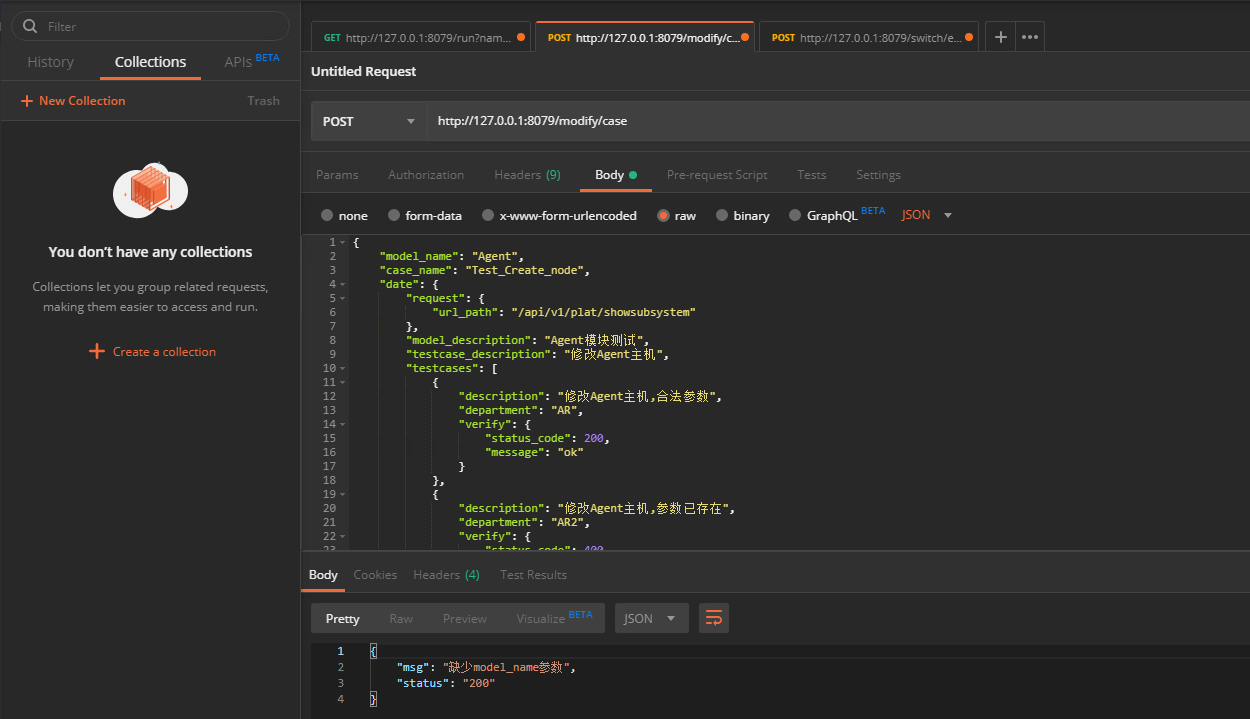 Filter
History Collections APIs BETA
+ New Collection Trash
You don't have any collections
Collections let you group related requests,
making them easier to access and run.
+ Create a collection
GET http://127.0.0.1:8079/run?nam... POST http://127.0.0.1:8079/modify/c... POST http://127.0.0.1:8079/switch/e... + •••
Untitled Request
POST http://127.0.0.1:8079/modify/case
Params Authorization Headers (9) Body Pre-request Script Tests Settings
none form-data x-www-form-urlencoded raw binary GraphQL BETA JSON
1 {
2 "model_name": "Agent",
3 "case_name": "Test_Create_node",
4 "date": {
5 "request": {
6 "url_path": "/api/v1/plat/showsubsystem"
7 },
8 "model_description": "Agent模块测试",
9 "testcase_description": "修改Agent主机",
10 "testcases": [
11 {
12 "description": "修改Agent主机,合法参数",
13 "department": "AR",
14 "verify": {
15 "status_code": 200,
16 "message": "ok"
17 }
18 },
19 {
20 "description": "修改Agent主机,参数已存在",
21 "department": "AR2",
22 "verify": {
23 "status_code": 400
Body Cookies Headers (4) Test Results
Pretty Raw Preview Visualize BETA JSON
1 {
2 "msg": "缺少model_name参数",
3 "status": "200"
4 }